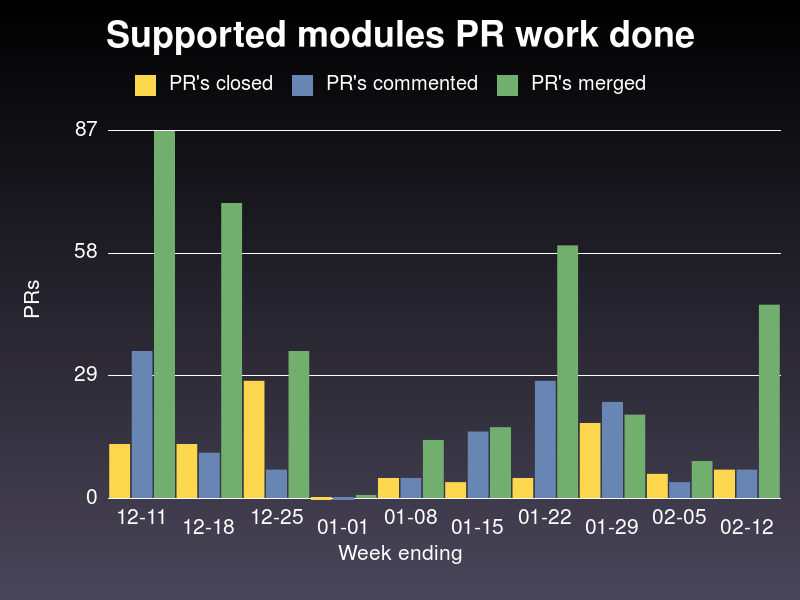 Supported modules PR work done
PR's closed PR's commented PR's merged
87
58
29
0
PRs
12-11 12-18 12-25 01-01 01-08 01-15 01-22 01-29 02-05 02-12
Week ending